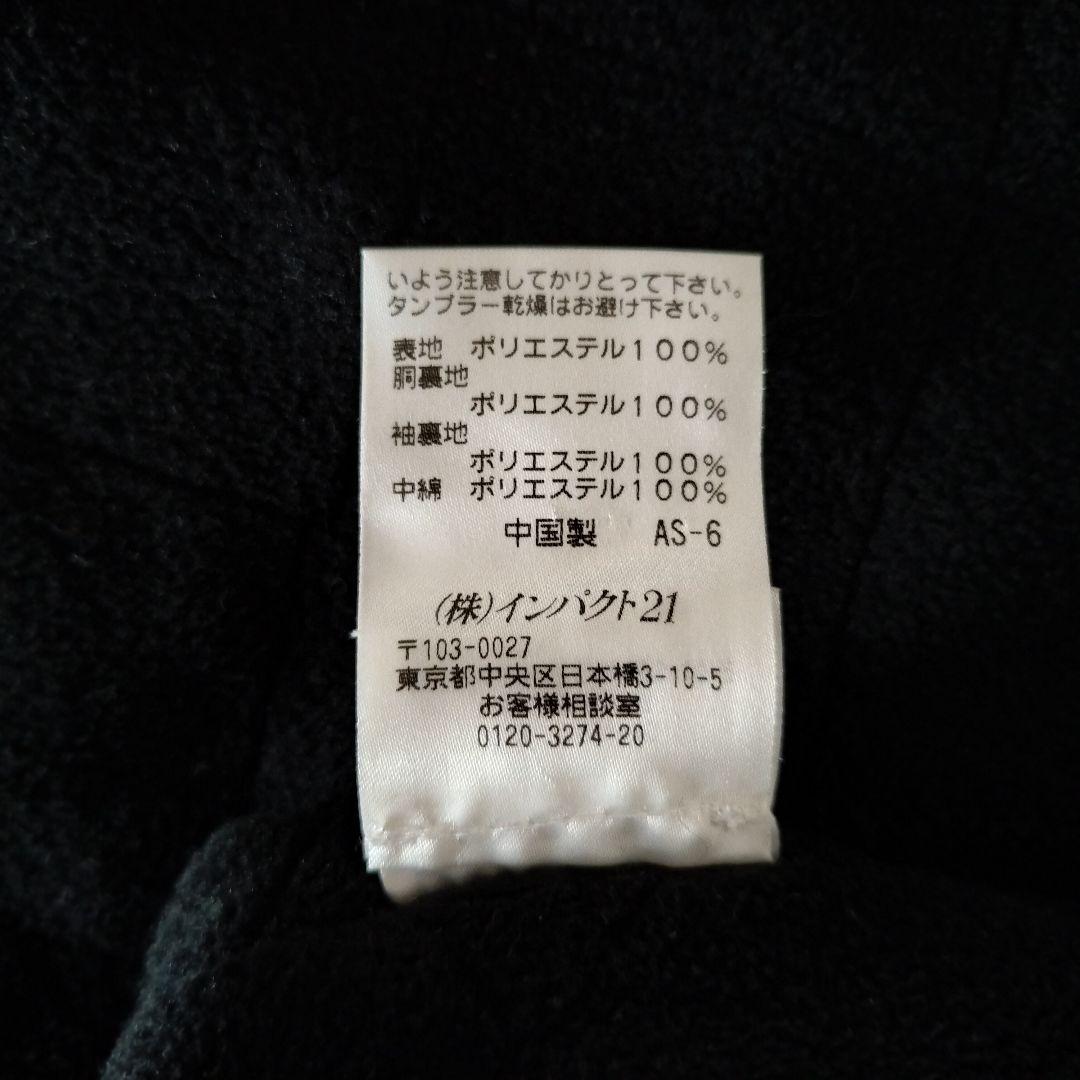 いよう注意してかりとって下さい。
タンブラー乾燥はお避け下さい。
表地 ポリエステル100%
胴裏地
ポリエステル100%
袖裏地
ポリエステル100%
中綿 ポリエステル100%
中国製 AS-6
(株)インパクト21
〒103-0027
東京都中央区日本橋3-10-5
お客様相談室
0120-3274-20